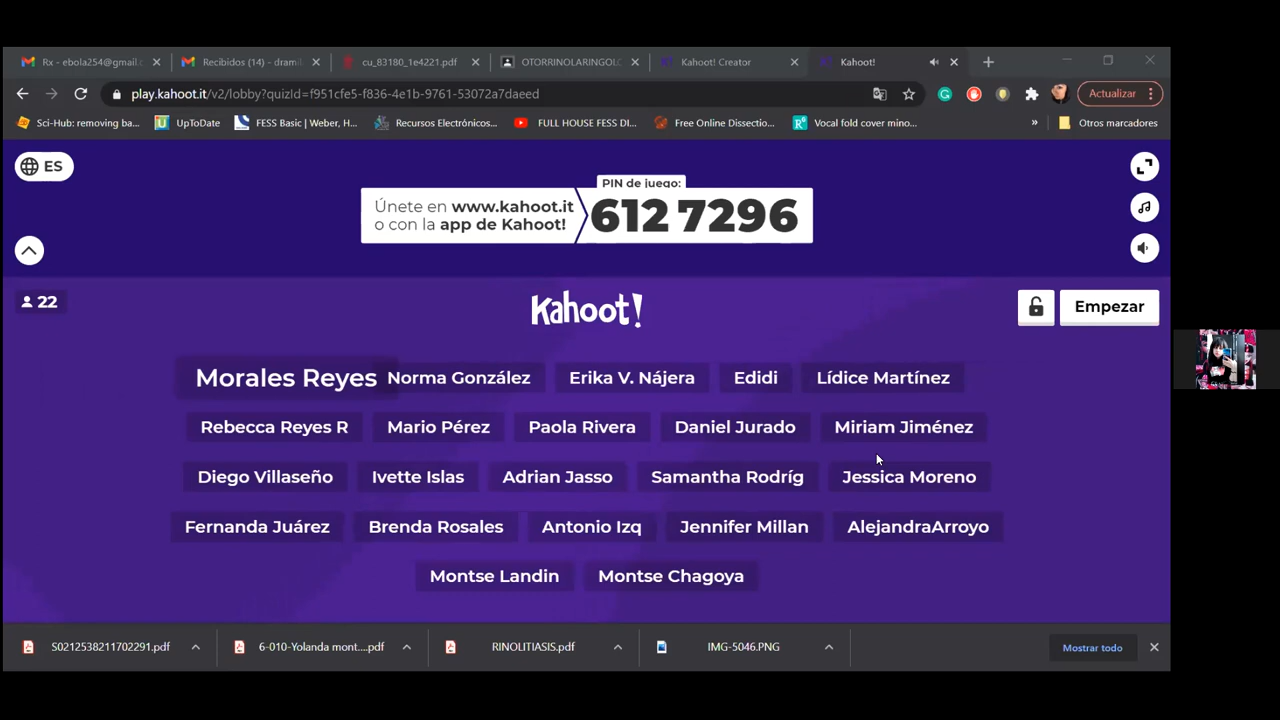 Rx - ebola254@gmail.c
Recibidos (14) - dramil
cu_83180_1e4221.pdf
OTORRINOLARINGOLO
Kahoot! Creator
Kahoot!
play.kahoot.it/v2/lobby?quizId=f951cfe5-f836-4e1b-9761-53072a7daeed
Actualizar
Sci-Hub: removing ba...
UpToDate
FESS Basic | Weber, H...
Recursos Electrónicos...
FULL HOUSE FESS DI...
Free Online Dissectio...
Vocal fold cover mino...
»
Otros marcadores
ES
Únete en www.kahoot.it
o con la app de Kahoot!
PIN de juego:
612 7296
22
Kahoot!
Empezar
Morales Reyes Norma González Erika V. Nájera Edidi Lídice Martínez
Rebecca Reyes R Mario Pérez Paola Rivera Daniel Jurado Miriam Jiménez
Diego Villaseño Ivette Islas Adrian Jasso Samantha Rodríg Jessica Moreno
Fernanda Juárez Brenda Rosales Antonio Izq Jennifer Millan AlejandraArroyo
Montse Landin Montse Chagoya
S0212538211702291.pdf
6-010-Yolanda mont....pdf
RINOLITIASIS.pdf
IMG-5046.PNG
Mostrar todo